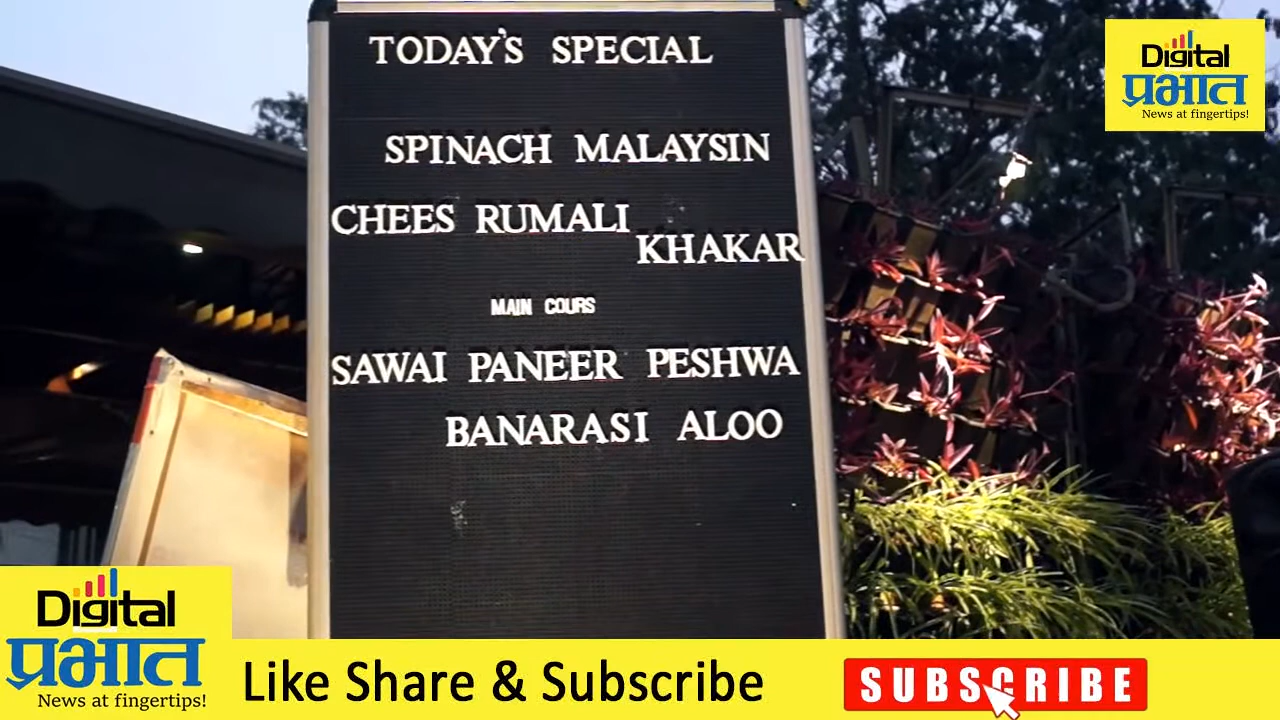 TODAY'S SPECIAL
SPINACH MALAYSIN
CHEES RUMALI
KHAKAR
MAIN COURS
SAWAI PANEER PESHWA
BANARASI ALOO
Digital
प्रभात
News at fingertips!
Digital
प्रभात
News at fingertips!
Like Share & Subscribe
SUBSCRIBE